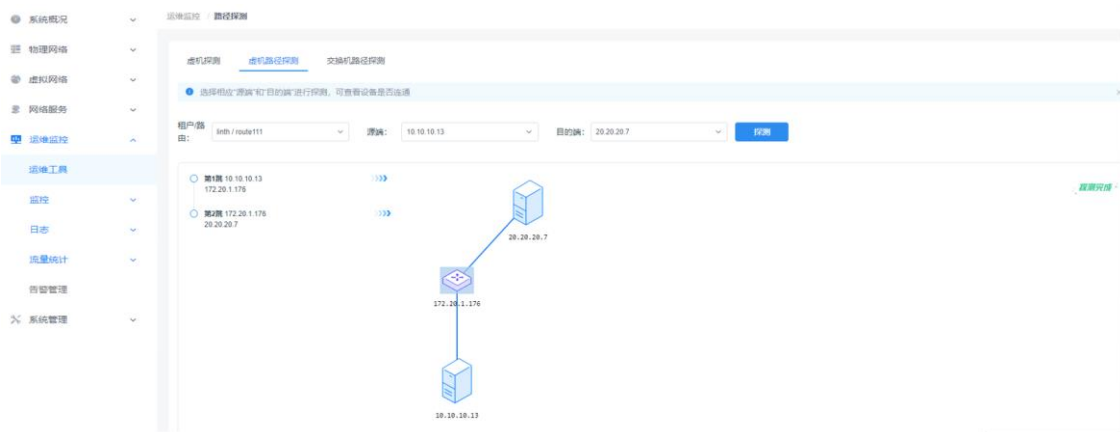 系统概况
物理网络
虚拟网络
网络服务
运维监控
运维工具
监控
日志
流量统计
告警管理
系统管理
运维监控 / 路径探测
虚机探测 虚机路径探测 交换机路径探测
选择相应“源端”和“目的端”进行探测，可查看设备是否连通
租户/路由： linth / route111 源端： 10.10.10.13 目的端： 20.20.20.7 探测
第1跳 10.10.10.13
172.20.1.176
第2跳 172.20.1.176
20.20.20.7
探测完成
20.20.20.7
172.20.1.176
10.10.10.13